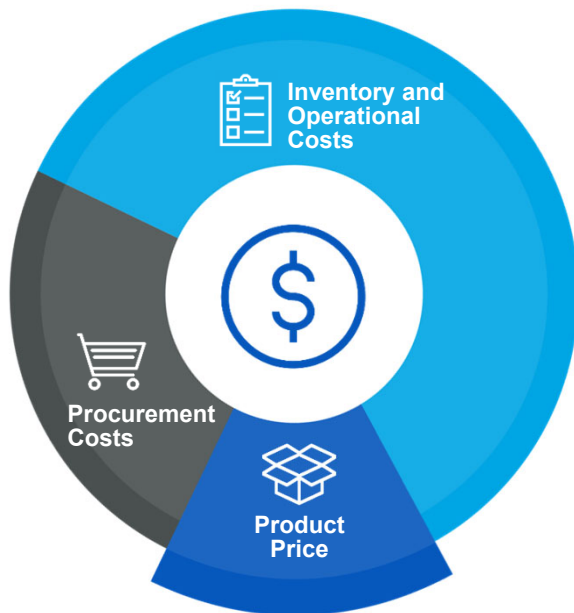 Inventory and
Operational
Costs
$
Procurement
Costs
Product
Price